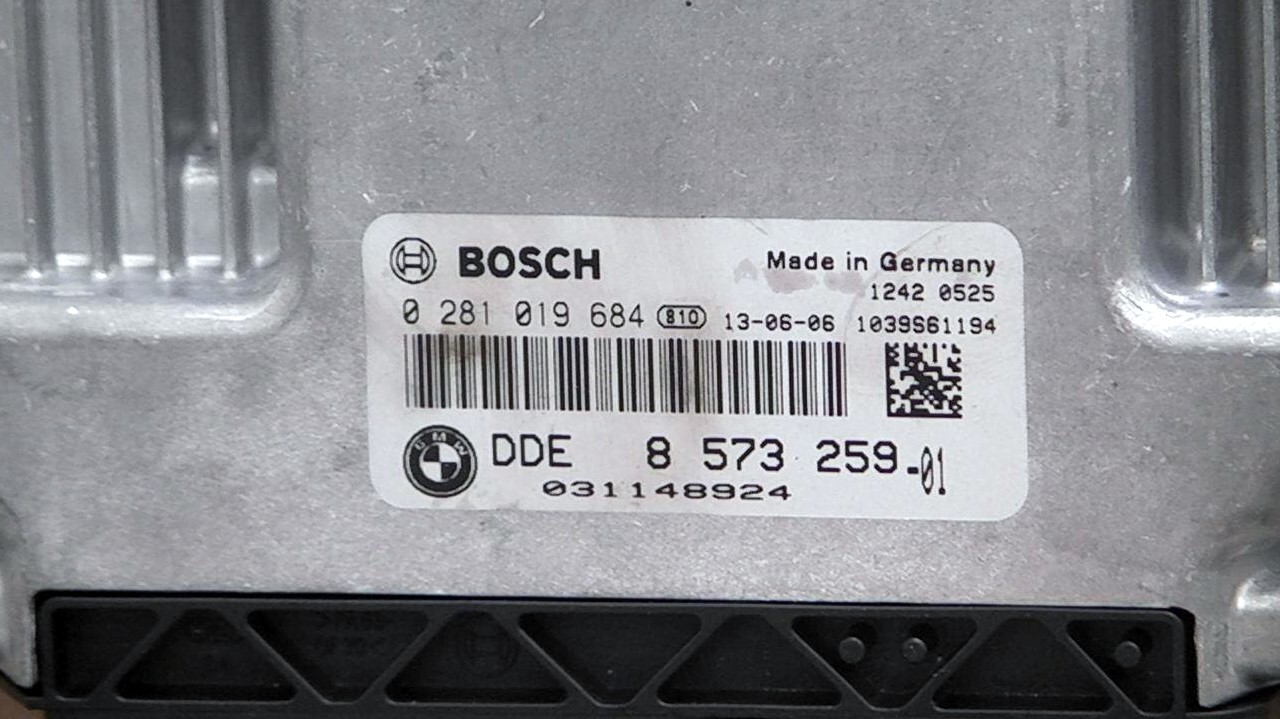 BOSCH
Made in Germany
1242 0525
0 281 019 684 810 13-06-06 1039S61194
BMW DDE 8 573 259-01
031148924